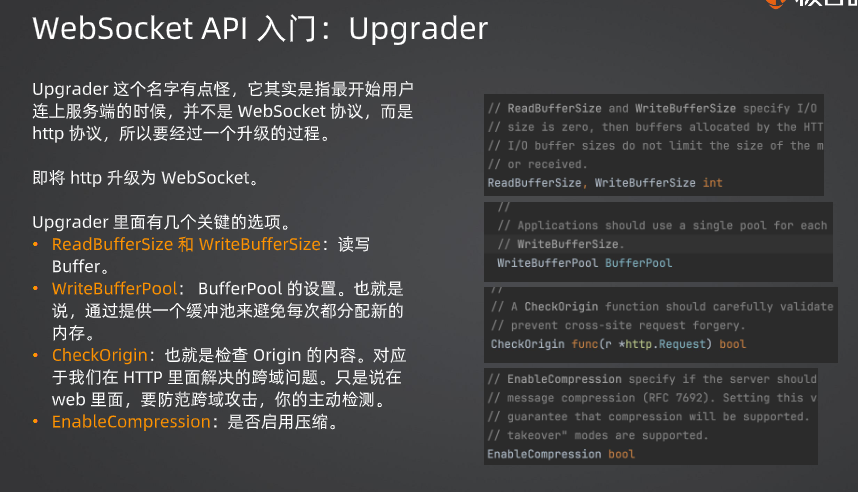 WebSocket API 入门：Upgrader
Upgrader 这个名字有点怪，它其实是指最开始用户
连上服务端的时候，并不是 WebSocket 协议，而是
http 协议，所以要经过一个升级的过程。
即将 http 升级为 WebSocket。
Upgrader 里面有几个关键的选项。
• ReadBufferSize 和 WriteBufferSize：读写
Buffer。
• WriteBufferPool： BufferPool 的设置。也就是
说，通过提供一个缓冲池来避免每次都分配新的
内存。
• CheckOrigin：也就是检查 Origin 的内容。对应
于我们在 HTTP 里面解决的跨域问题。只是说在
web 里面，要防范跨域攻击，你的主动检测。
• EnableCompression：是否启用压缩。
// ReadBufferSize and WriteBufferSize specify I/O
// size is zero, then buffers allocated by the HTT
// I/O buffer sizes do not limit the size of the m
// or received.
ReadBufferSize, WriteBufferSize int
//
// Applications should use a single pool for each
// WriteBufferSize.
WriteBufferPool BufferPool
//
// A CheckOrigin function should carefully validate
// prevent cross-site request forgery.
CheckOrigin func(r *http.Request) bool
// EnableCompression specify if the server should
// message compression (RFC 7692). Setting this v
// guarantee that compression will be supported.
// takeover" modes are supported.
EnableCompression bool